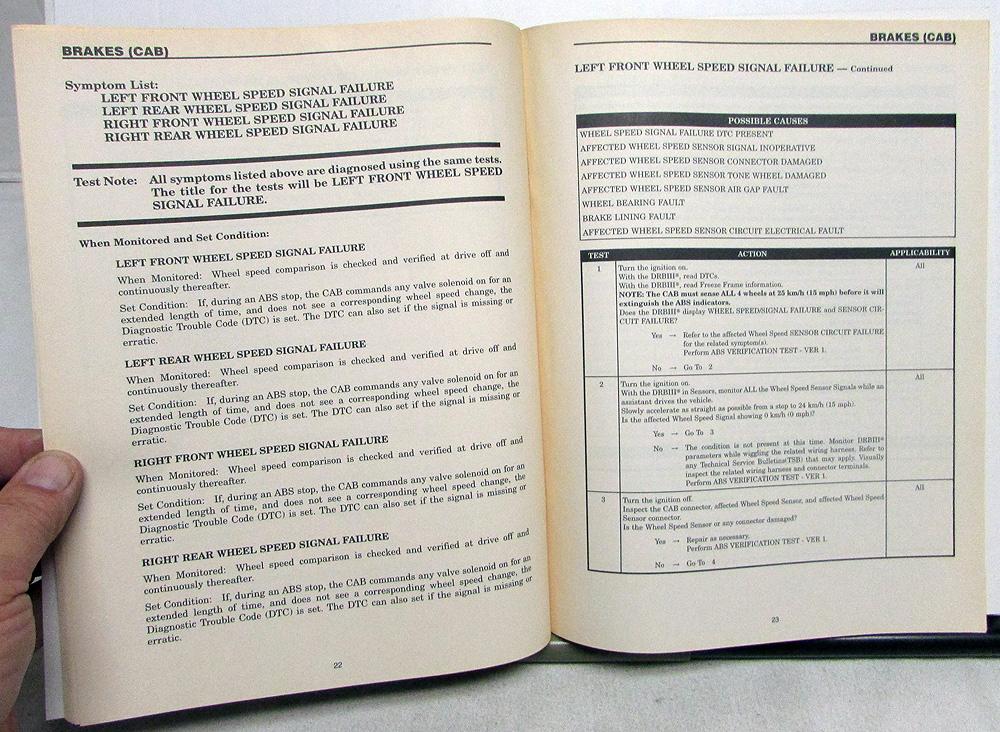 BRAKES (CAB)
Symptom List:
LEFT FRONT WHEEL SPEED SIGNAL FAILURE
LEFT REAR WHEEL SPEED SIGNAL FAILURE
RIGHT FRONT WHEEL SPEED SIGNAL FAILURE
RIGHT REAR WHEEL SPEED SIGNAL FAILURE
Test Note: All symptoms listed above are diagnosed using the same tests.
The title for the tests will be LEFT FRONT WHEEL SPEED
SIGNAL FAILURE.
When Monitored and Set Condition:
LEFT FRONT WHEEL SPEED SIGNAL FAILURE
When Monitored: Wheel speed comparison is checked and verified at drive off and
continuously thereafter.
Set Condition: If, during an ABS stop, the CAB commands any valve solenoid on for an
extended length of time, and does not see a corresponding wheel speed change, the
Diagnostic Trouble Code (DTC) is set. The DTC can also set if the signal is missing or
erratic.
LEFT REAR WHEEL SPEED SIGNAL FAILURE
When Monitored: Wheel speed comparison is checked and verified at drive off and
continuously thereafter.
Set Condition: If, during an ABS stop, the CAB commands any valve solenoid on for an
extended length of time, and does not see a corresponding wheel speed change, the
Diagnostic Trouble Code (DTC) is set. The DTC can also set if the signal is missing or
erratic.
RIGHT FRONT WHEEL SPEED SIGNAL FAILURE
When Monitored: Wheel speed comparison is checked and verified at drive off and
continuously thereafter.
Set Condition: If, during an ABS stop, the CAB commands any valve solenoid on for an
extended length of time, and does not see a corresponding wheel speed change, the
Diagnostic Trouble Code (DTC) is set. The DTC can also set if the signal is missing or
erratic.
RIGHT REAR WHEEL SPEED SIGNAL FAILURE
When Monitored: Wheel speed comparison is checked and verified at drive off and
continuously thereafter.
Set Condition: If, during an ABS stop, the CAB commands any valve solenoid on for an
extended length of time, and does not see a corresponding wheel speed change, the
Diagnostic Trouble Code (DTC) is set. The DTC can also set if the signal is missing or
erratic.
22
BRAKES (CAB)
LEFT FRONT WHEEL SPEED SIGNAL FAILURE — Continued
POSSIBLE CAUSES
WHEEL SPEED SIGNAL FAILURE DTC PRESENT
AFFECTED WHEEL SPEED SENSOR SIGNAL INOPERATIVE
AFFECTED WHEEL SPEED SENSOR CONNECTOR DAMAGED
AFFECTED WHEEL SPEED SENSOR TONE WHEEL DAMAGED
AFFECTED WHEEL SPEED SENSOR AIR GAP FAULT
WHEEL BEARING FAULT
BRAKE LINING FAULT
AFFECTED WHEEL SPEED SENSOR CIRCUIT ELECTRICAL FAULT
TEST ACTION APPLICABILITY
1 Turn the ignition on. All
With the DRBIII®, read DTCs.
With the DRBIII®, read Freeze Frame information.
NOTE: The CAB must sense ALL 4 wheels at 25 km/h (15 mph) before it will
extinguish the ABS indicators.
Does the DRBIII® display WHEEL SPEED/SIGNAL FAILURE and SENSOR CIR-
CUIT FAILURE?
Yes → Refer to the affected Wheel Speed SENSOR CIRCUIT FAILURE
for the related symptom(s).
Perform ABS VERIFICATION TEST - VER 1.
No → Go To 2
2 Turn the ignition on. All
With the DRBIII® in Sensors, monitor ALL the Wheel Speed Sensor Signals while an
assistant drives the vehicle.
Slowly accelerate as straight as possible from a stop to 24 km/h (15 mph).
Is the affected Wheel Speed Signal showing 0 km/h (0 mph)?
Yes → Go To 3
No → The condition is not present at this time. Monitor DRBIII®
parameters while wiggling the related wiring harness. Refer to
any Technical Service Bulletins(TSB) that may apply. Visually
inspect the related wiring harness and connector terminals.
Perform ABS VERIFICATION TEST - VER 1.
3 Turn the ignition off. All
Inspect the CAB connector, affected Wheel Speed Sensor, and affected Wheel Speed
Sensor connector.
Is the Wheel Speed Sensor or any connector damaged?
Yes → Repair as necessary.
Perform ABS VERIFICATION TEST - VER 1.
No → Go To 4
23